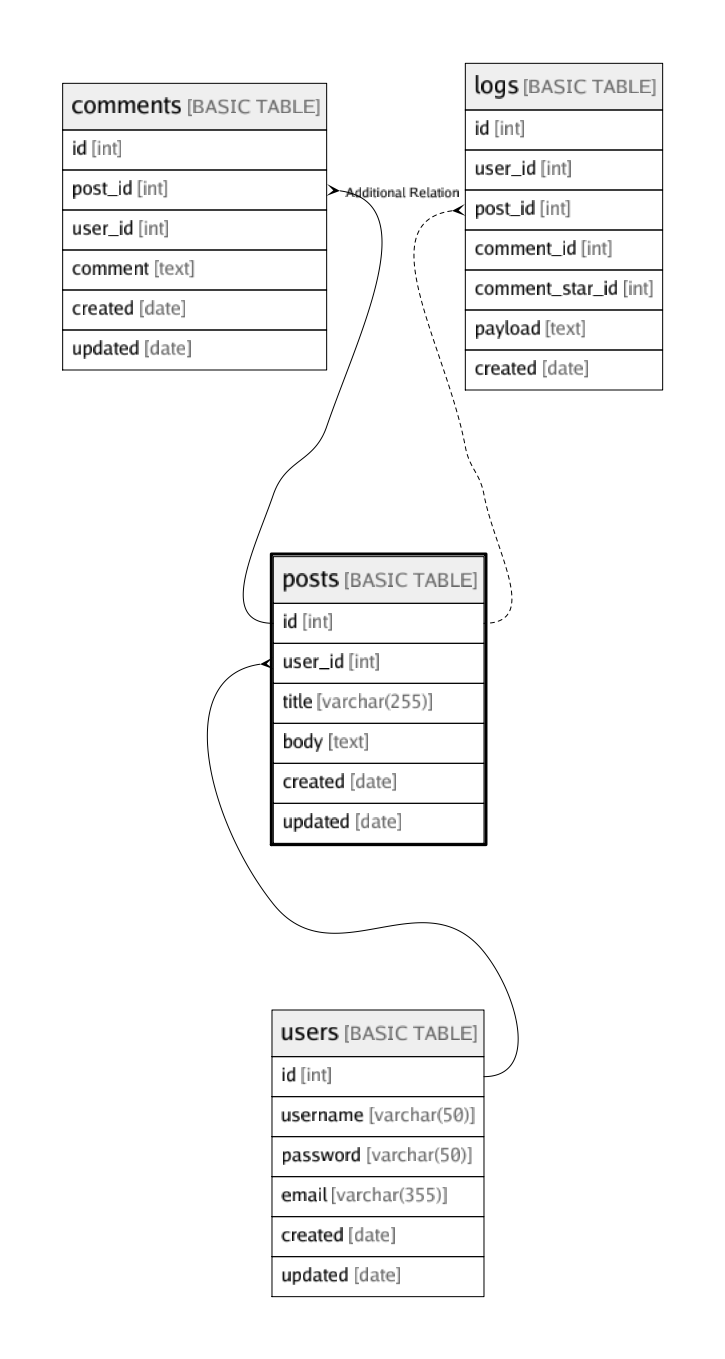 comments [BASIC TABLE]
id [int]
post_id [int]
user_id [int]
comment [text]
created [date]
updated [date]
logs [BASIC TABLE]
id [int]
user_id [int]
post_id [int]
comment_id [int]
comment_star_id [int]
payload [text]
created [date]
Additional Relation
posts [BASIC TABLE]
id [int]
user_id [int]
title [varchar(255)]
body [text]
created [date]
updated [date]
users [BASIC TABLE]
id [int]
username [varchar(50)]
password [varchar(50)]
email [varchar(355)]
created [date]
updated [date]